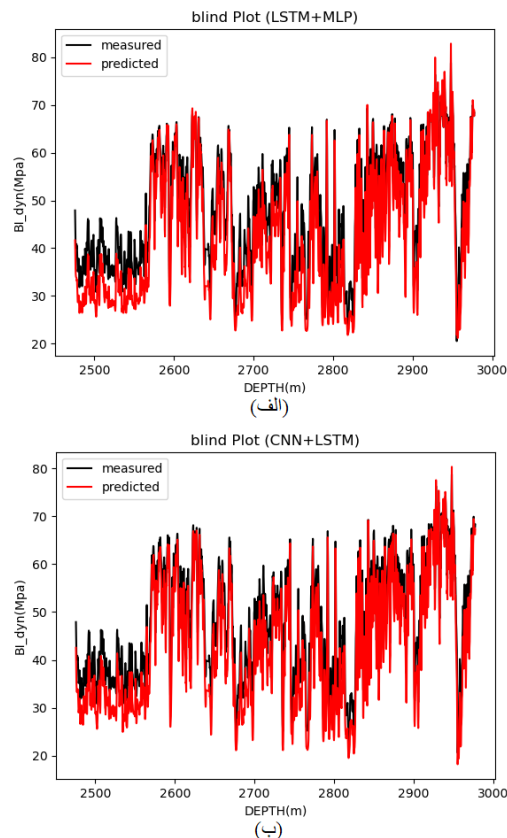 blind Plot (LSTM+MLP)
measured
predicted
80
70
60
50
40
30
20
BI_dyn(Mpa)
2500 2600 2700 2800 2900 3000
DEPTH(m)
(الف)
blind Plot (CNN+LSTM)
measured
predicted
80
70
60
50
40
30
20
BI_dyn(Mpa)
2500 2600 2700 2800 2900 3000
DEPTH(m)
(ب)